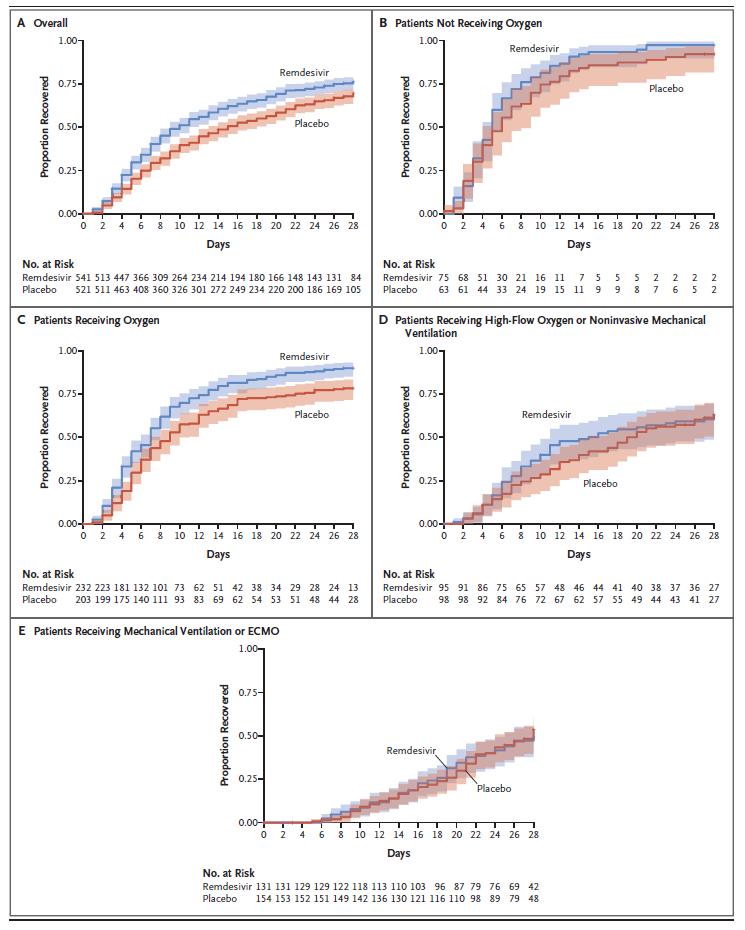 A Overall
1.00
0.75
0.50
0.25
0.00
Proportion Recovered
Remdesivir
Placebo
0 2 4 6 8 10 12 14 16 18 20 22 24 26 28
Days
No. at Risk
Remdesivir 541 513 447 366 309 264 234 214 194 180 166 148 143 131 84
Placebo 521 511 463 408 360 326 301 272 249 234 220 200 186 169 105
B Patients Not Receiving Oxygen
1.00
0.75
0.50
0.25
0.00
Proportion Recovered
Remdesivir
Placebo
0 2 4 6 8 10 12 14 16 18 20 22 24 26 28
Days
No. at Risk
Remdesivir 75 68 51 30 21 16 11 7 5 5 5 2 2 2 2
Placebo 63 61 44 33 24 19 15 11 9 9 8 7 6 5 2
C Patients Receiving Oxygen
1.00
0.75
0.50
0.25
0.00
Proportion Recovered
Remdesivir
Placebo
0 2 4 6 8 10 12 14 16 18 20 22 24 26 28
Days
No. at Risk
Remdesivir 232 223 181 132 101 73 62 51 42 38 34 29 28 24 13
Placebo 203 199 175 140 111 93 83 69 62 54 53 51 48 44 28
D Patients Receiving High-Flow Oxygen or Noninvasive Mechanical
Ventilation
1.00
0.75
0.50
0.25
0.00
Proportion Recovered
Remdesivir
Placebo
0 2 4 6 8 10 12 14 16 18 20 22 24 26 28
Days
No. at Risk
Remdesivir 95 91 86 75 65 57 48 46 44 41 40 38 37 36 27
Placebo 98 98 92 84 76 72 67 62 57 55 49 44 43 41 27
E Patients Receiving Mechanical Ventilation or ECMO
1.00
0.75
0.50
0.25
0.00
Proportion Recovered
Remdesivir
Placebo
0 2 4 6 8 10 12 14 16 18 20 22 24 26 28
Days
No. at Risk
Remdesivir 131 131 129 129 122 118 113 110 103 96 87 79 76 69 42
Placebo 154 153 152 151 149 142 136 130 121 116 110 98 89 79 48